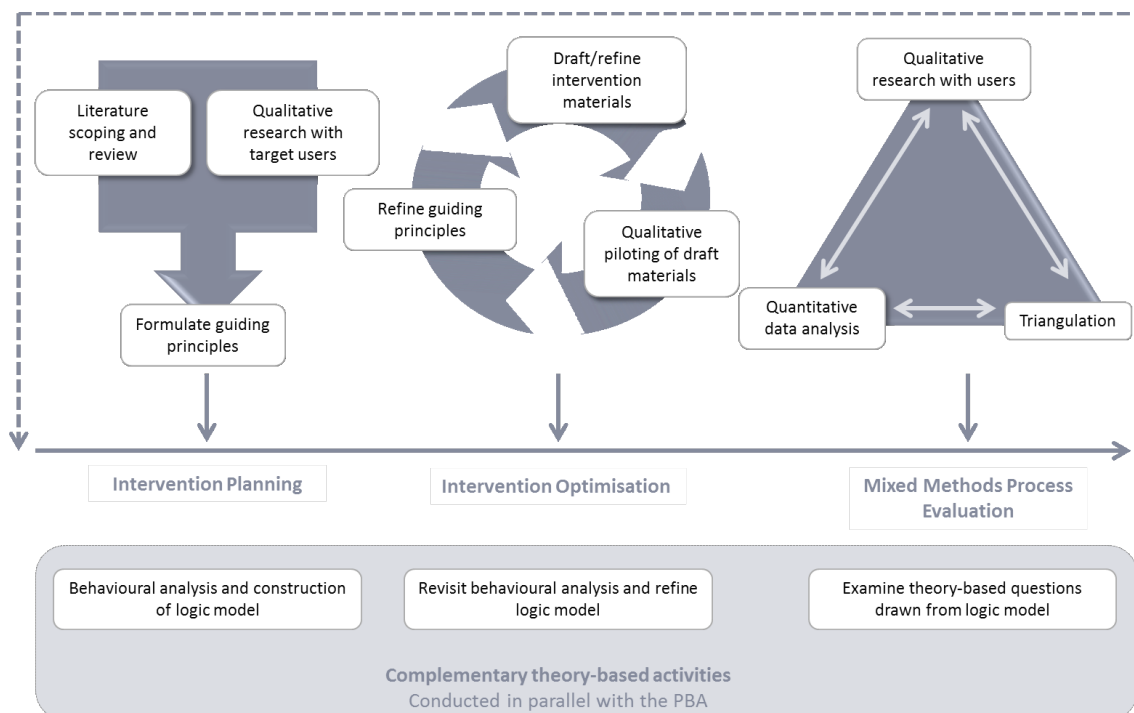 Literature
scoping and
review
Qualitative
research with
target users
Formulate guiding
principles
Draft/refine
intervention
materials
Refine guiding
principles
Qualitative
piloting of draft
materials
Qualitative
research with users
Quantitative
data analysis
Triangulation
Intervention Planning
Intervention Optimisation
Mixed Methods Process
Evaluation
Behavioural analysis and construction
of logic model
Revisit behavioural analysis and refine
logic model
Examine theory-based questions
drawn from logic model
Complementary theory-based activities
Conducted in parallel with the PBA